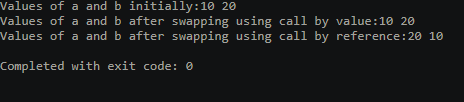 Values of a and b initially:10 20
Values of a and b after swapping using call by value:10 20
Values of a and b after swapping using call by reference:20 10
Completed with exit code: 0